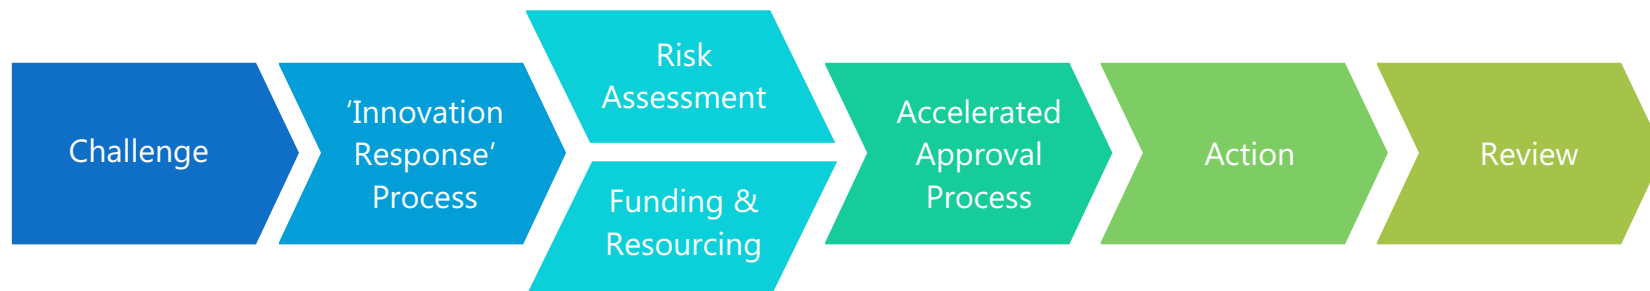 Challenge
‘Innovation
Response’
Process
Risk
Assessment
Funding &
Resourcing
Accelerated
Approval
Process
Action
Review